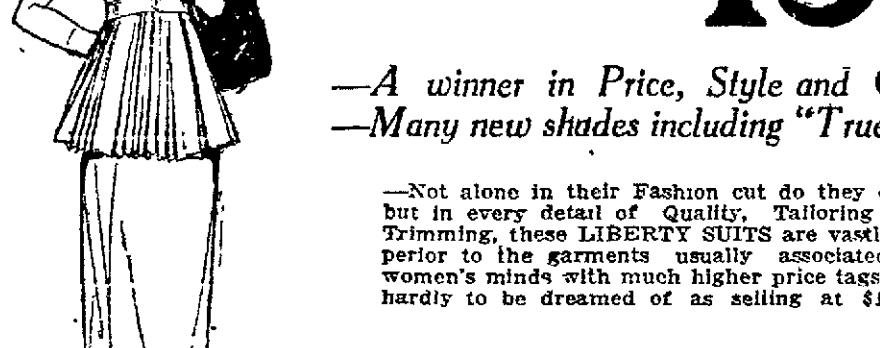 —A winner in Price, Style and
—Many new shades including "True
—Not alone in their Fashion cut do they
but in every detail of Quality, Tailoring
Trimming, these LIBERTY SUITS are vastl
perior to the garments usually associated
women's minds with much higher price tags
hardly to be dreamed of as selling at $1